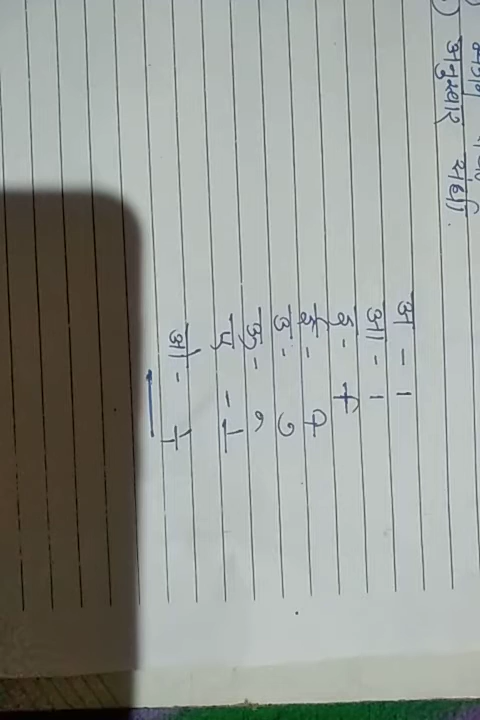 अनुस्वार संधि.
अ - ।
आ - ।
इ - ि
ई - ी
उ - ु
ऊ - ू
ए - े
ओ - ो